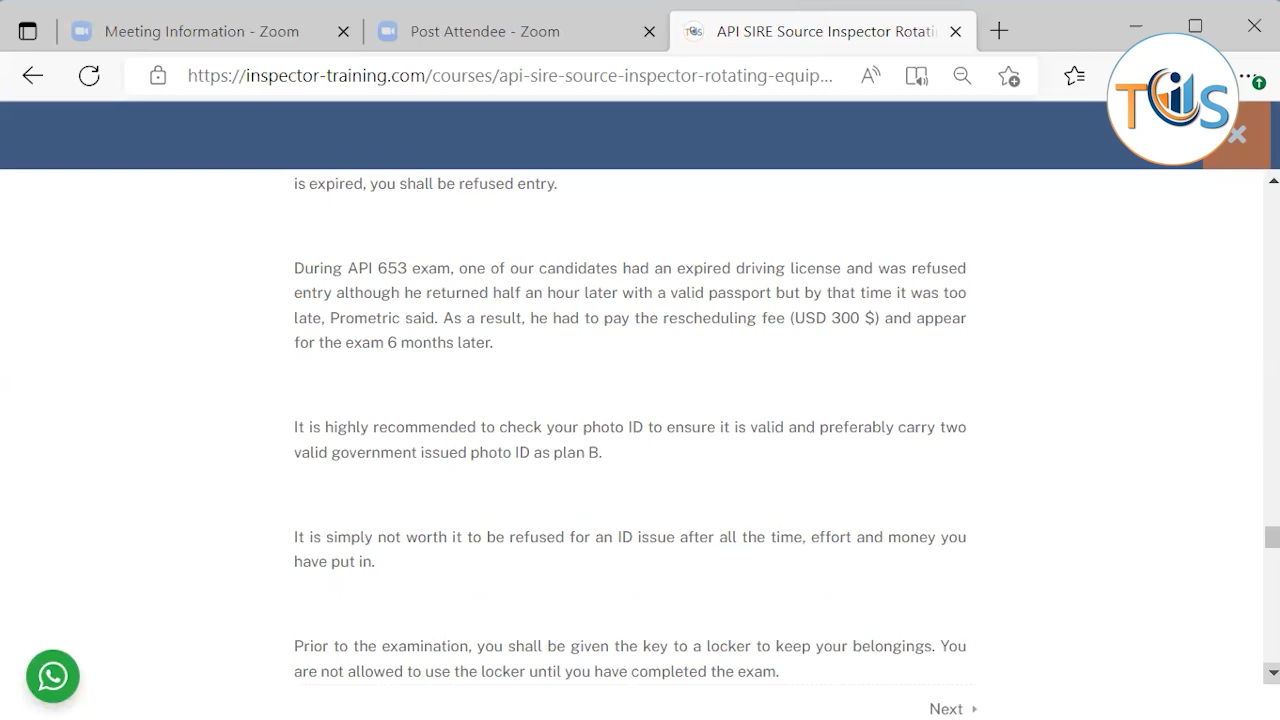 Meeting Information - Zoom
Post Attendee - Zoom
API SIRE Source Inspector Rotati
https://inspector-training.com/courses/api-sire-source-inspector-rotating-equip...
TIS
is expired, you shall be refused entry.
During API 653 exam, one of our candidates had an expired driving license and was refused
entry although he returned half an hour later with a valid passport but by that time it was too
late, Prometric said. As a result, he had to pay the rescheduling fee (USD 300 $) and appear
for the exam 6 months later.
It is highly recommended to check your photo ID to ensure it is valid and preferably carry two
valid government issued photo ID as plan B.
It is simply not worth it to be refused for an ID issue after all the time, effort and money you
have put in.
Prior to the examination, you shall be given the key to a locker to keep your belongings. You
are not allowed to use the locker until you have completed the exam.
Next